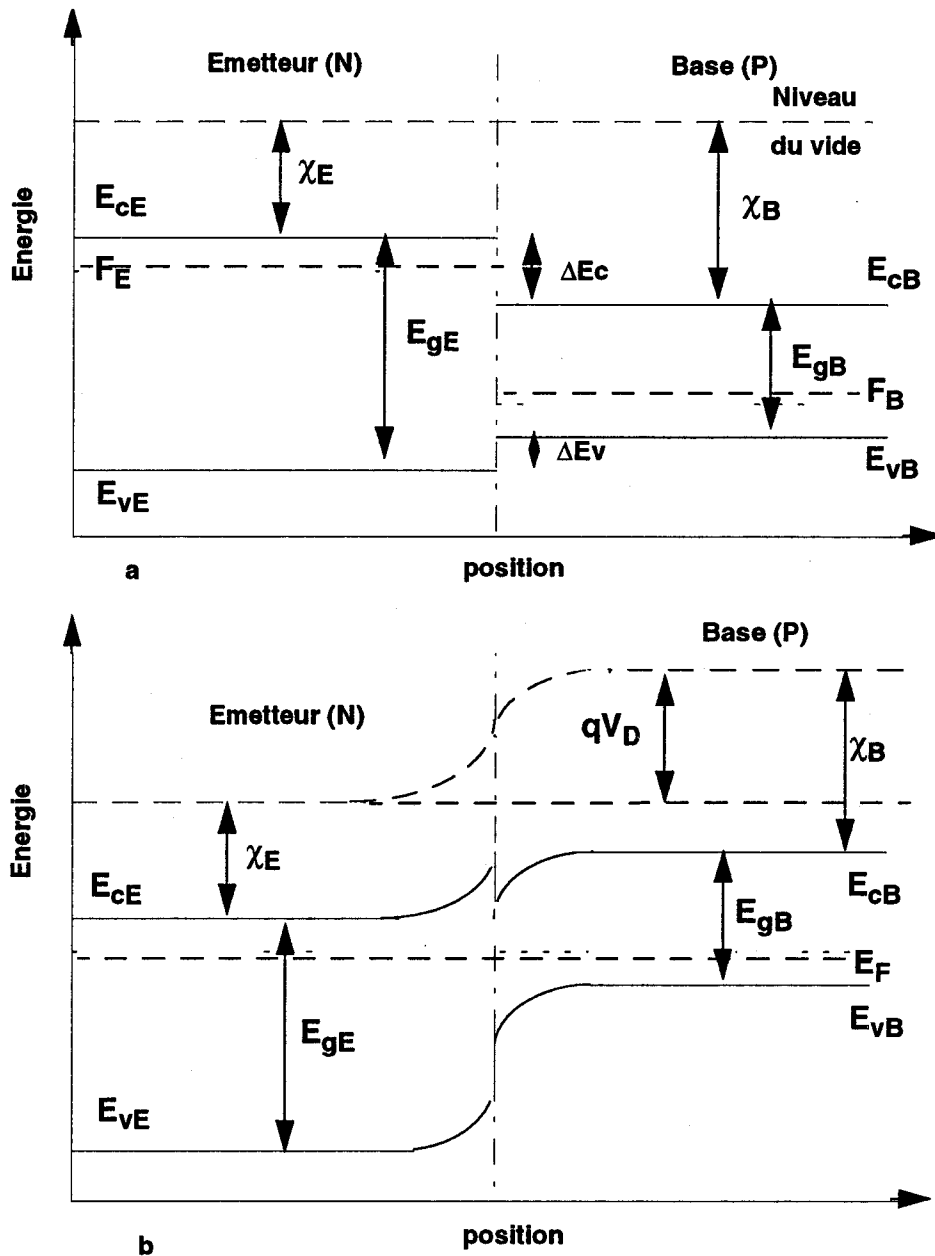 Emetteur (N)
Base (P)
Niveau
du vide
χE
χB
EcE
Energie
FE
ΔEc
EcB
EgE
EgB
FB
ΔEv
EvB
EvE
a
position
Base (P)
Emetteur (N)
qVD
χB
Energie
χE
EcE
EcB
EgB
EF
EgE
EvB
EvE
position
b